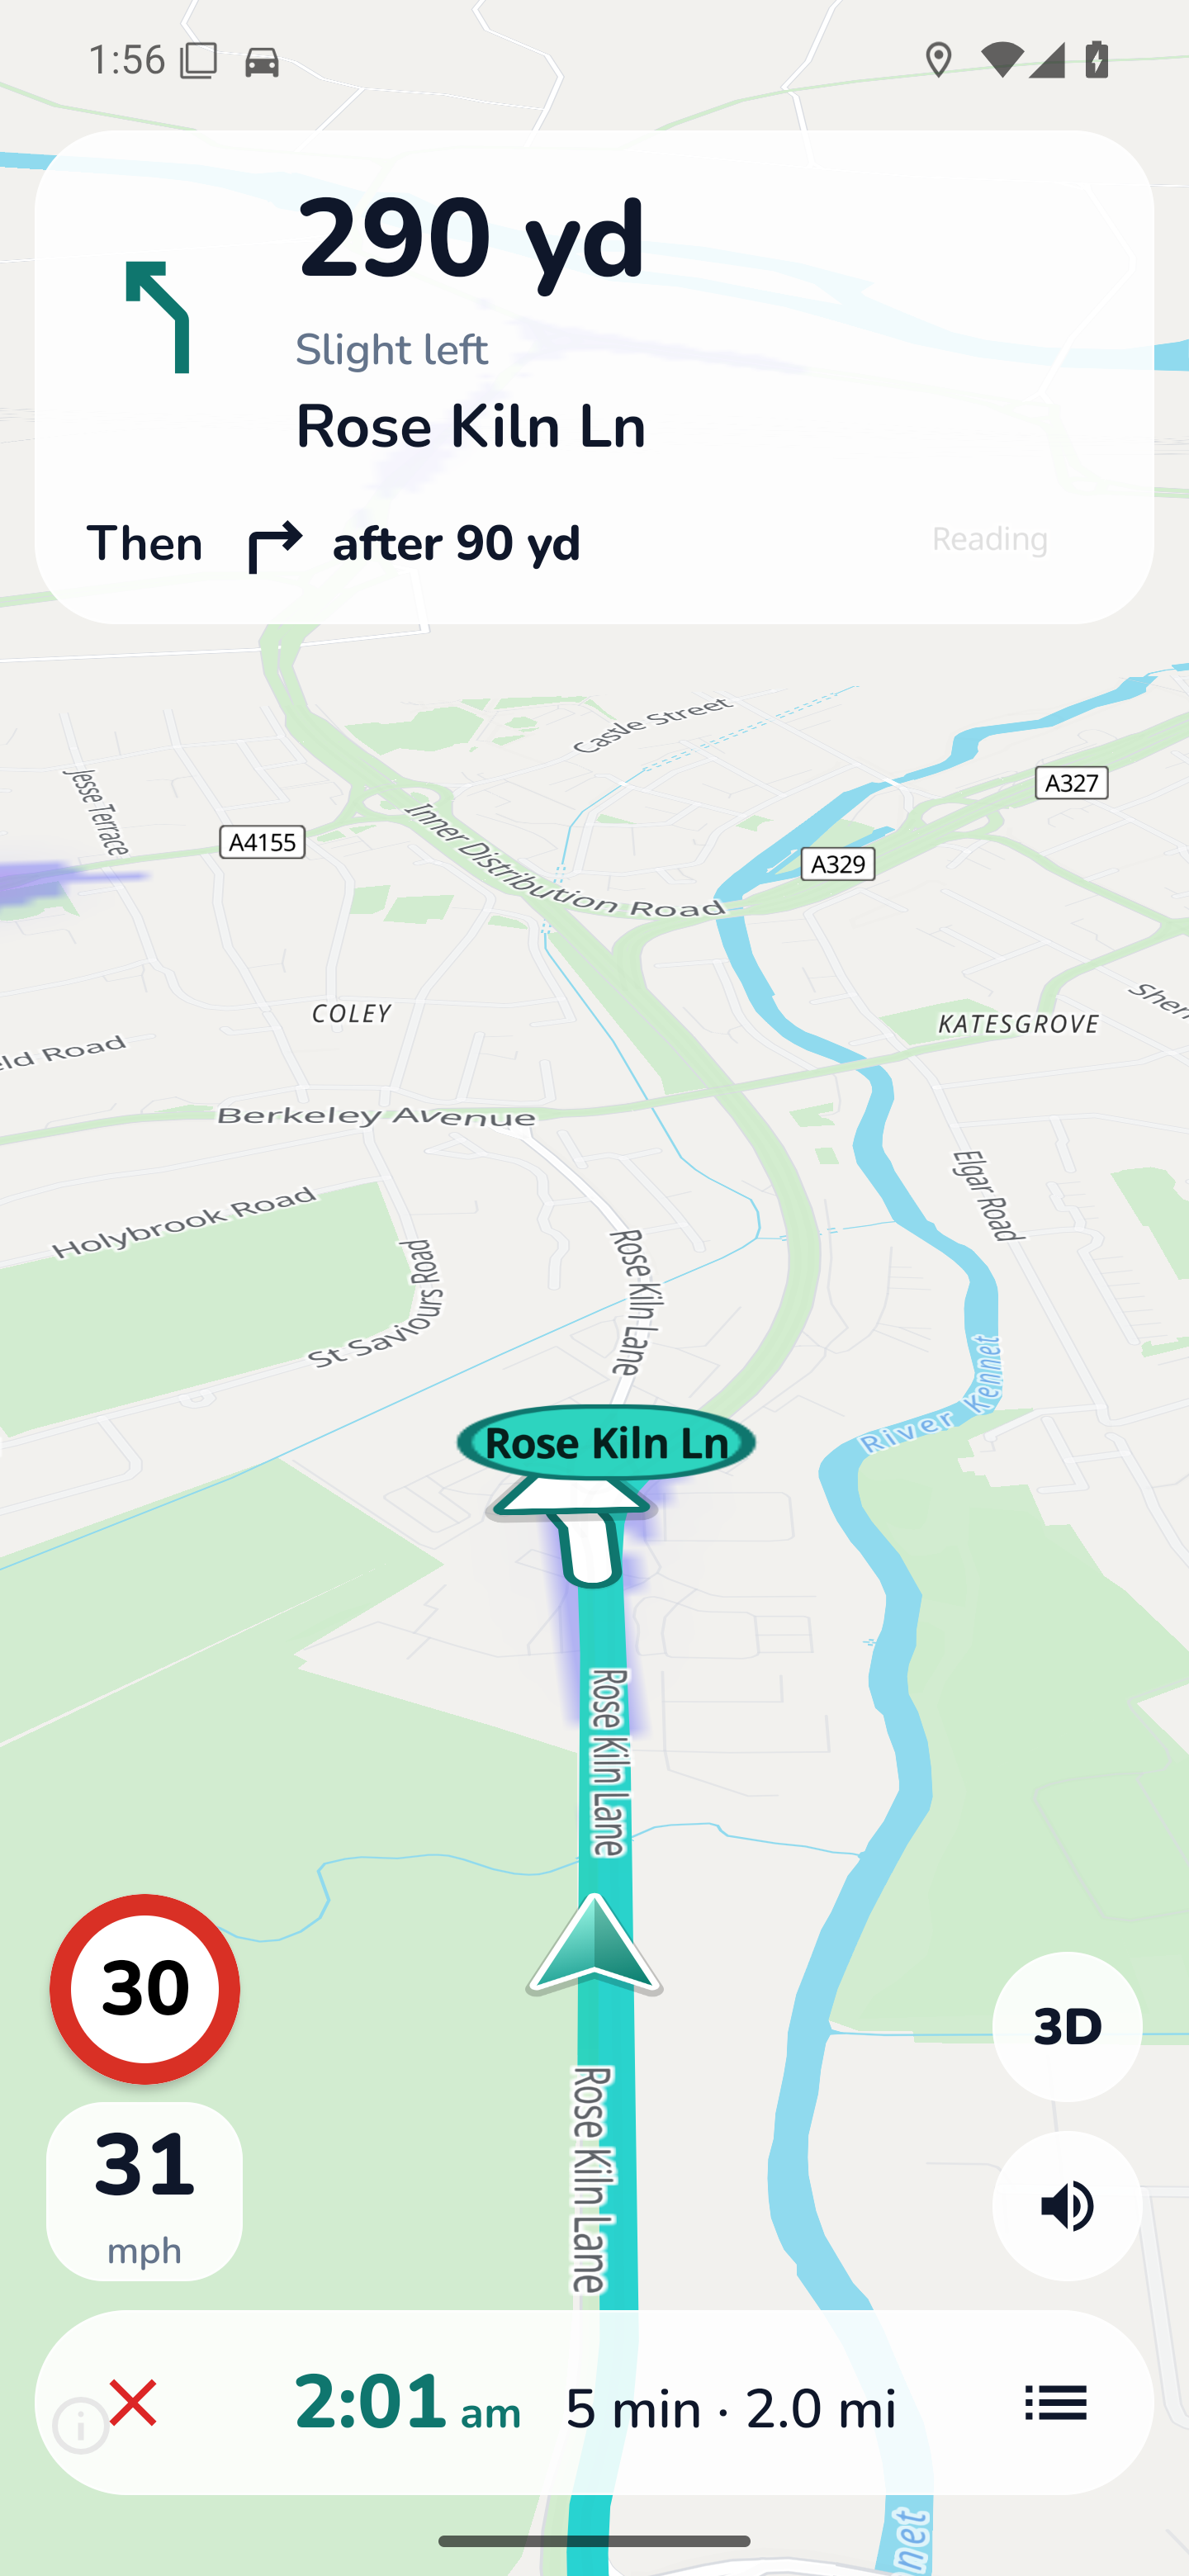 1:56
290 yd
Slight left
Rose Kiln Ln
Then after 90 yd
Reading
Castle Street
Jesse Terrace
A327
A4155
Inner Distribution Road
A329
COLEY
KATESGROVE
eld Road
Berkeley Avenue
Elgar Road
Holybrook Road
Rose Kiln Lane
St Saviours Road
River Kennet
Rose Kiln Ln
Rose Kiln Lane
30
3D
31
mph
Rose Kiln Lane
2:01 am 5 min · 2.0 mi
net